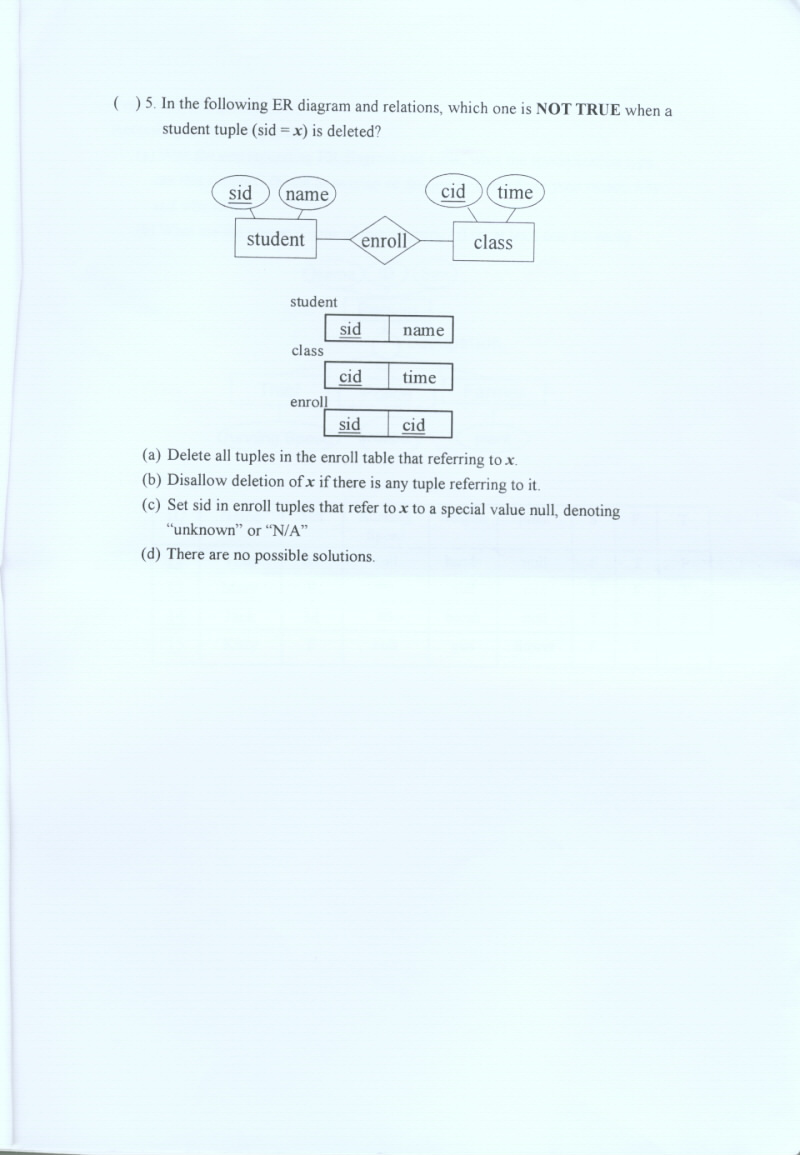 ( ) 5. In the following ER diagram and relations, which one is NOT TRUE when a
student tuple (sid = x) is deleted?
sid name cid time
student enroll class
student
sid name
class
cid time
enroll
sid cid
(a) Delete all tuples in the enroll table that referring to x.
(b) Disallow deletion of x if there is any tuple referring to it.
(c) Set sid in enroll tuples that refer to x to a special value null, denoting
“unknown” or “N/A”
(d) There are no possible solutions.